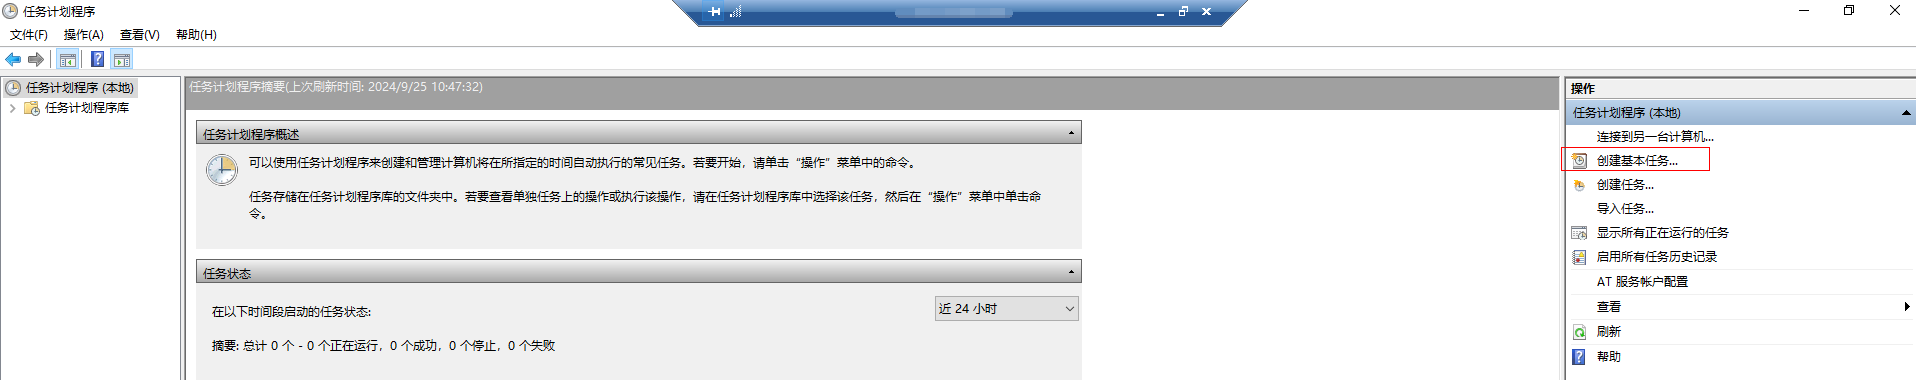 任务计划程序
文件(F) 操作(A) 查看(V) 帮助(H)
任务计划程序 (本地)
任务计划程序库
任务计划程序摘要(上次刷新时间: 2024/9/25 10:47:32)
任务计划程序概述
可以使用任务计划程序来创建和管理计算机将在所指定的时间自动执行的常见任务。若要开始，请单击“操作”菜单中的命令。
任务存储在任务计划程序库的文件夹中。若要查看单独任务上的操作或执行该操作，请在任务计划程序库中选择该任务，然后在“操作”菜单中单击命
令。
任务状态
在以下时间段启动的任务状态:
近 24 小时
摘要: 总计 0 个 - 0 个正在运行，0 个成功，0 个停止，0 个失败
操作
任务计划程序 (本地)
连接到另一台计算机...
创建基本任务...
创建任务...
导入任务...
显示所有正在运行的任务
启用所有任务历史记录
AT 服务帐户配置
查看
刷新
帮助